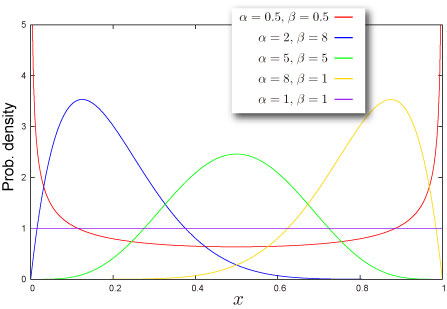 α = 0.5, β = 0.5
α = 2, β = 8
α = 5, β = 5
α = 8, β = 1
α = 1, β = 1
5
4
3
2
1
0
Prob. density
0 0.2 0.4 0.6 0.8 1
x